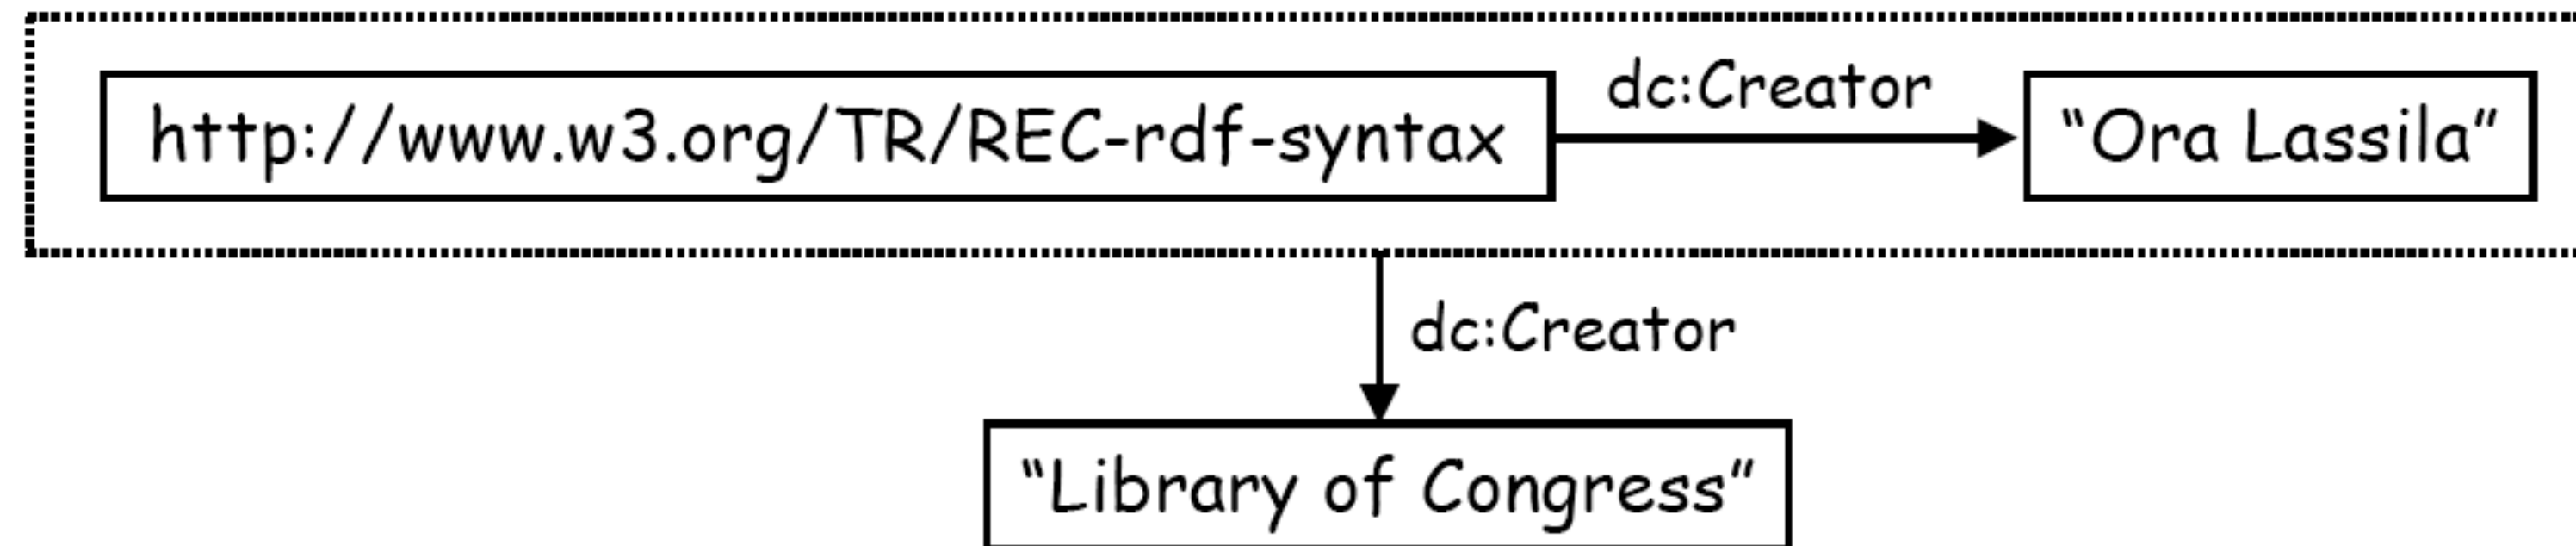 dc:Creator
http://www.w3.org/TR/REC-rdf-syntax
“Ora Lassila”
dc:Creator
“Library of Congress”